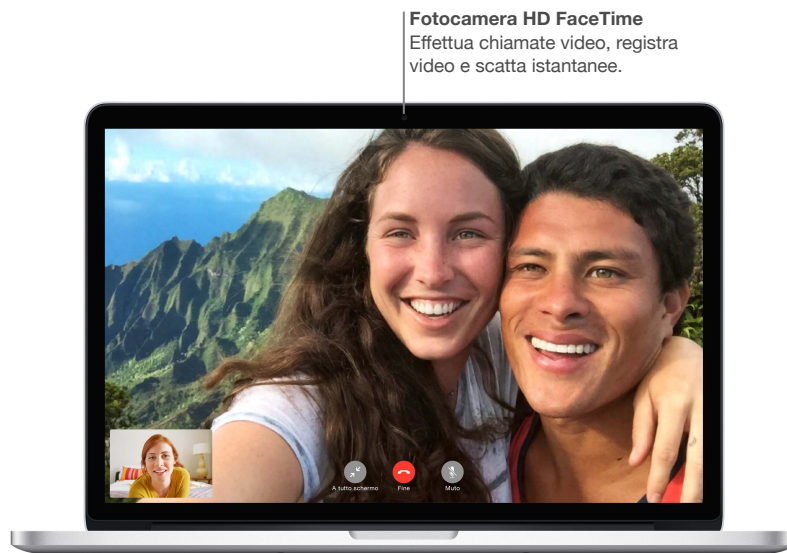 Fotocamera HD FaceTime
Effettua chiamate video, registra
video e scatta istantanee.
A tutto schermo Fine Muto